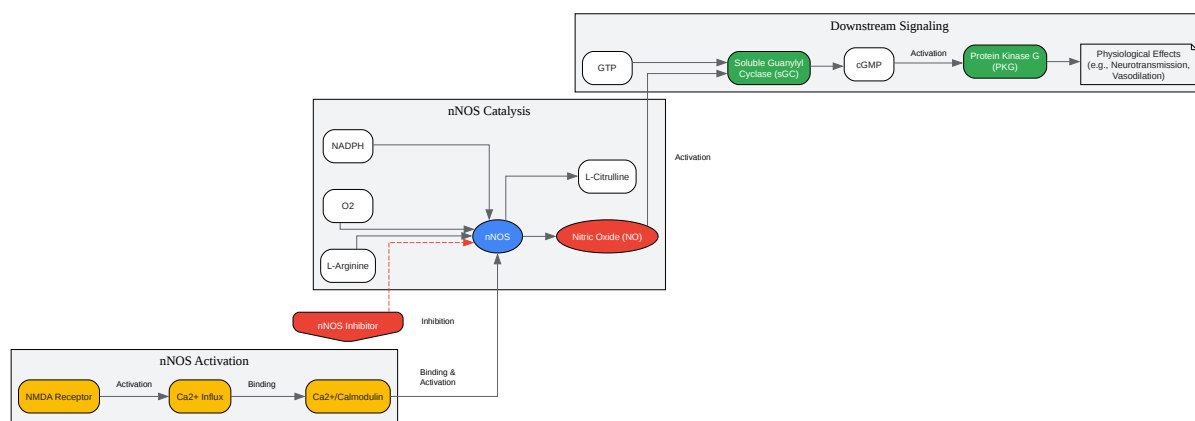 Downstream Signaling
GTP
Soluble Guanylyl
Cyclase (sGC)
cGMP
Activation
Protein Kinase G
(PKG)
Physiological Effects
(e.g., Neurotransmission,
Vasodilation)
nNOS Catalysis
NADPH
L-Citrulline
Activation
O2
nNOS
Nitric Oxide (NO)
L-Arginine
nNOS Inhibitor
Inhibition
nNOS Activation
NMDA Receptor
Activation
Ca2+ Influx
Binding
Ca2+/Calmodulin
Binding &
Activation